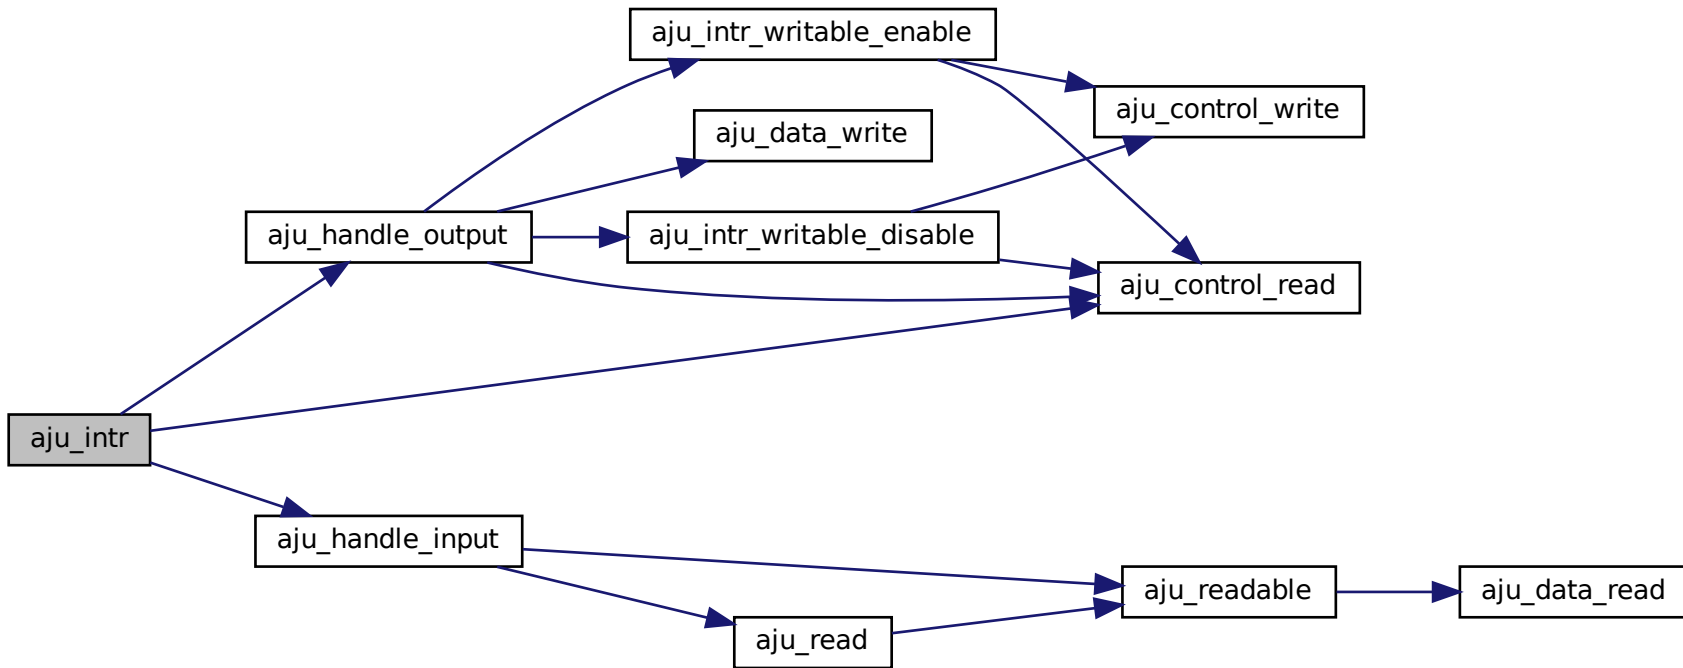 aju_intr_writable_enable
aju_control_write
aju_data_write
aju_handle_output
aju_intr_writable_disable
aju_control_read
aju_intr
aju_handle_input
aju_readable
aju_data_read
aju_read